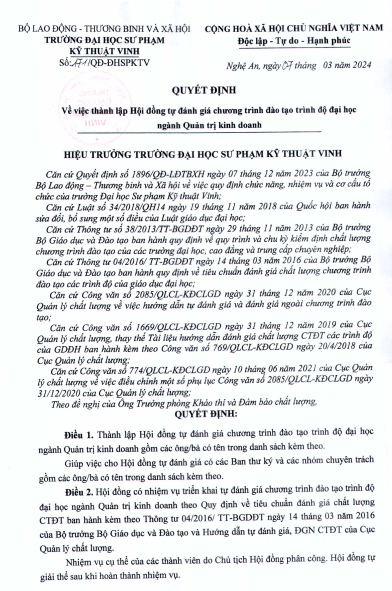 BỘ LAO ĐỘNG - THƯƠNG BINH VÀ XÃ HỘI
TRƯỜNG ĐẠI HỌC SƯ PHẠM
KỸ THUẬT VINH
CỘNG HOÀ XÃ HỘI CHỦ NGHĨA VIỆT NAM
Độc lập - Tự do - Hạnh phúc
Số: /QĐ-ĐHSPKTV
Nghệ An, ngày 07 tháng 03 năm 2024
QUYẾT ĐỊNH
Về việc thành lập Hội đồng tự đánh giá chương trình đào tạo trình độ đại học
ngành Quản trị kinh doanh
HIỆU TRƯỞNG TRƯỜNG ĐẠI HỌC SƯ PHẠM KỸ THUẬT VINH
Căn cứ Quyết định số 1896/QĐ-LĐTBXH ngày 07 tháng 12 năm 2023 của Bộ trưởng
Bộ Lao động – Thương binh và Xã hội về việc quy định chức năng, nhiệm vụ và cơ cấu tổ
chức của trường Đại học Sư phạm Kỹ thuật Vinh;
Căn cứ Luật số 34/2018/QH14 ngày 19 tháng 11 năm 2018 của Quốc hội ban hành
sửa đổi, bổ sung một số điều của Luật giáo dục đại học;
Căn cứ Thông tư số 38/2013/TT-BGDĐT ngày 29 tháng 11 năm 2013 của Bộ trưởng
Bộ Giáo dục và Đào tạo ban hành quy định về quy trình và chu kỳ kiểm định chất lượng
chương trình đào tạo của các trường đại học, cao đẳng và trung cấp chuyên nghiệp;
Căn cứ Thông tư 04/2016/ TT-BGDĐT ngày 14 tháng 03 năm 2016 của Bộ trưởng Bộ
Giáo dục và Đào tạo ban hành quy định về tiêu chuẩn đánh giá chất lượng chương trình
đào tạo các trình độ của giáo dục đại học;
Căn cứ Công văn số 2085/QLCL-KĐCLGD ngày 31 tháng 12 năm 2020 của Cục
Quản lý chất lượng về việc hướng dẫn tự đánh giá và đánh giá ngoài chương trình đào
tạo;
Căn cứ Công văn số 1669/QLCL-KĐCLGD ngày 31 tháng 12 năm 2019 của Cục
Quản lý chất lượng, thay thế Tài liệu hướng dẫn đánh giá chất lượng CTĐT các trình độ
của GDĐH ban hành kèm theo Công văn số 769/QLCL-KĐCLGD ngày 20/4/2018 của
Cục Quản lý chất lượng;
Căn cứ Công văn số 774/QLCL-KĐCLGD ngày 10 tháng 06 năm 2021 của Cục Quản
lý chất lượng về việc điều chỉnh một số phụ lục Công văn số 2085/QLCL-KĐCLGD ngày
31/12/2020 của Cục Quản lý chất lượng;
Theo đề nghị của Ông Trưởng phòng Khảo thí và Đảm bảo chất lượng,
QUYẾT ĐỊNH:
Điều 1. Thành lập Hội đồng tự đánh giá chương trình đào tạo trình độ đại học
ngành Quản trị kinh doanh gồm các ông/bà có tên trong danh sách kèm theo.
Giúp việc cho Hội đồng tự đánh giá có các Ban thư ký và các nhóm chuyên trách
gồm các ông/bà có tên trong danh sách kèm theo.
Điều 2. Hội đồng có nhiệm vụ triển khai tự đánh giá chương trình đào tạo trình độ
đại học ngành Quản trị kinh doanh theo Quy định về tiêu chuẩn đánh giá chất lượng
CTĐT ban hành kèm theo Thông tư 04/2016/ TT-BGDĐT ngày 14 tháng 03 năm 2016
của Bộ trưởng Bộ Giáo dục và Đào tạo và Hướng dẫn tự đánh giá, ĐGN CTĐT của Cục
Quản lý chất lượng.
Nhiệm vụ cụ thể của các thành viên do Chủ tịch Hội đồng phân công. Hội đồng tự
giải thể sau khi hoàn thành nhiệm vụ.